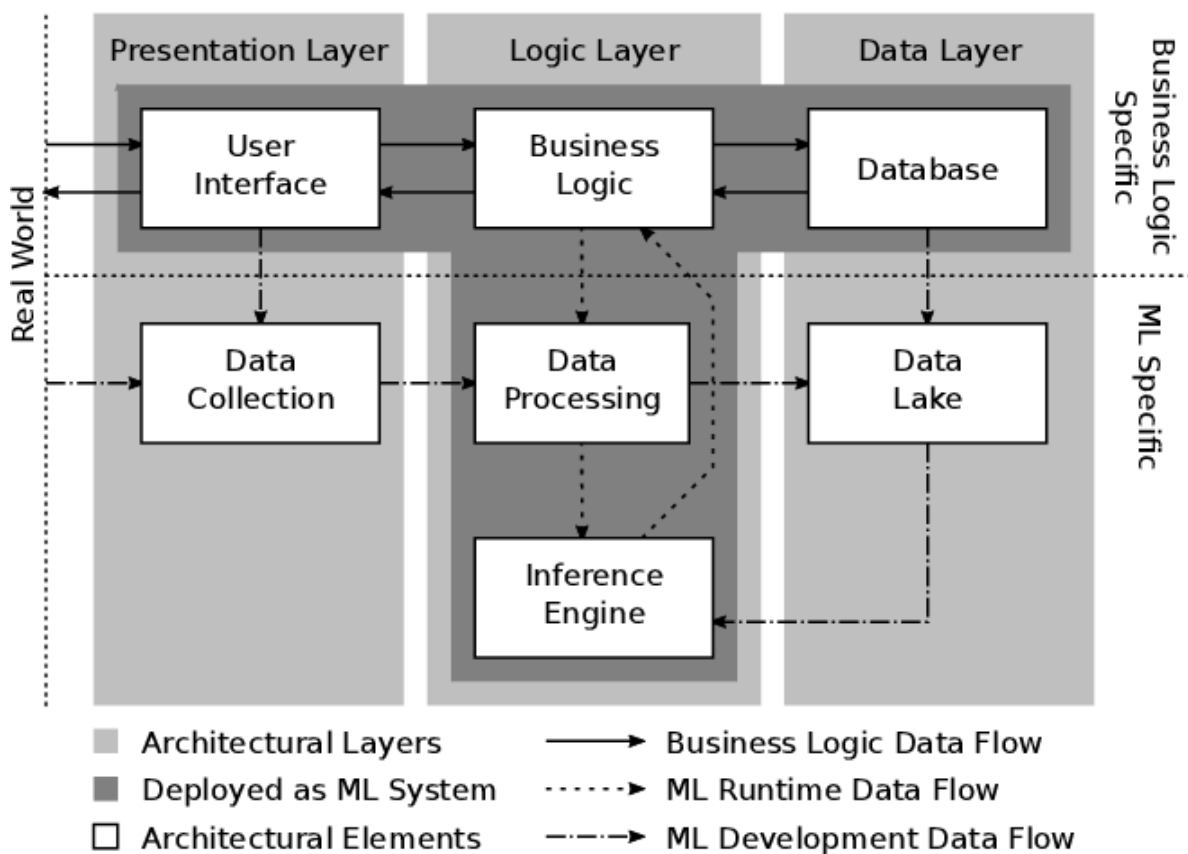 Presentation Layer
Logic Layer
Data Layer
Business Logic
Specific
User
Interface
Business
Logic
Database
Real World
Data
Collection
Data
Processing
Data
Lake
ML Specific
Inference
Engine
Architectural Layers
Business Logic Data Flow
Deployed as ML System
ML Runtime Data Flow
Architectural Elements
ML Development Data Flow